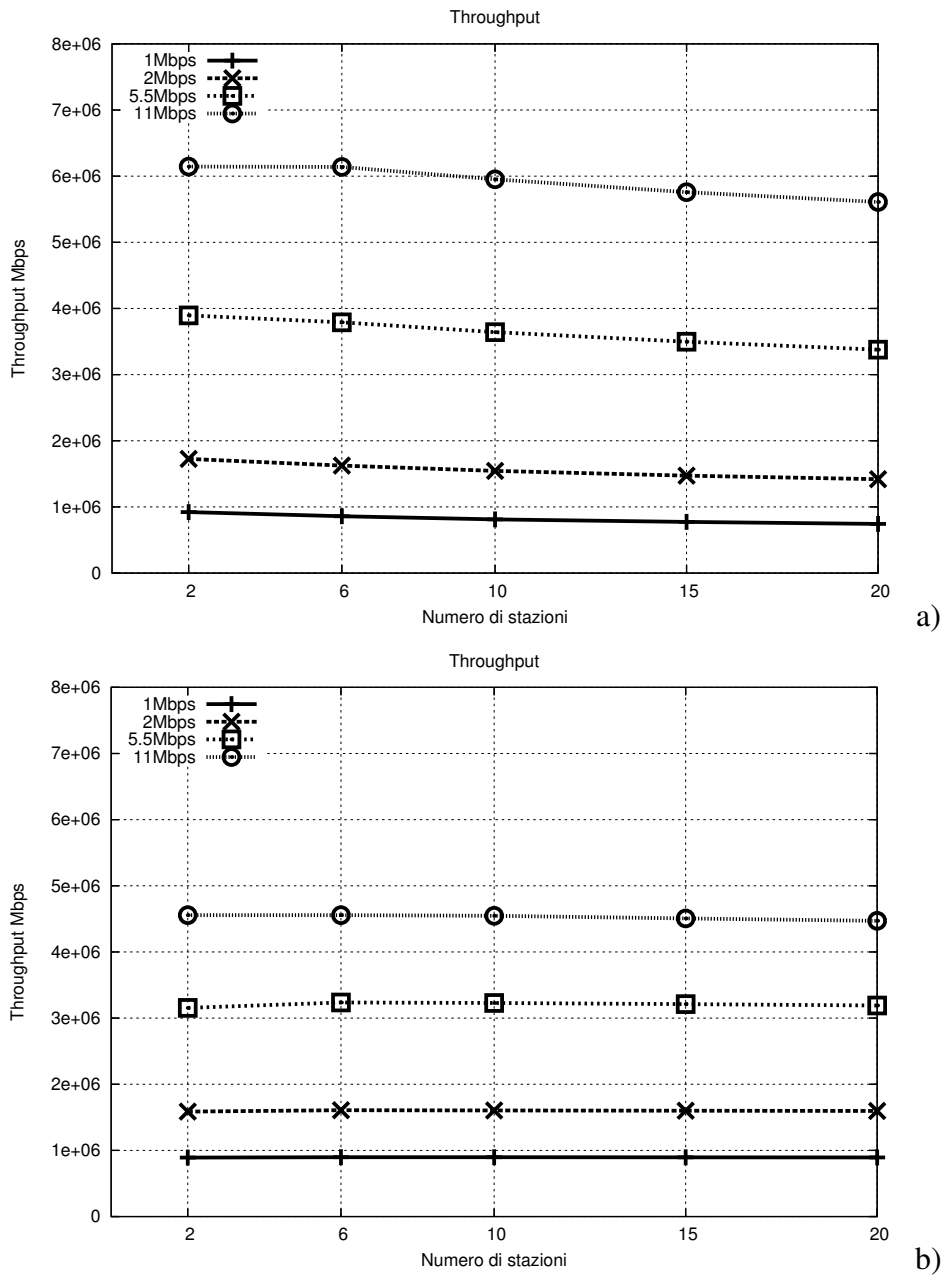 Throughput
8e+06
7e+06
6e+06
5e+06
4e+06
3e+06
2e+06
1e+06
0
Throughput Mbps
1Mbps
2Mbps
5.5Mbps
11Mbps
2 6 10 15 20
Numero di stazioni
a)
Throughput
8e+06
7e+06
6e+06
5e+06
4e+06
3e+06
2e+06
1e+06
0
Throughput Mbps
1Mbps
2Mbps
5.5Mbps
11Mbps
2 6 10 15 20
Numero di stazioni
b)